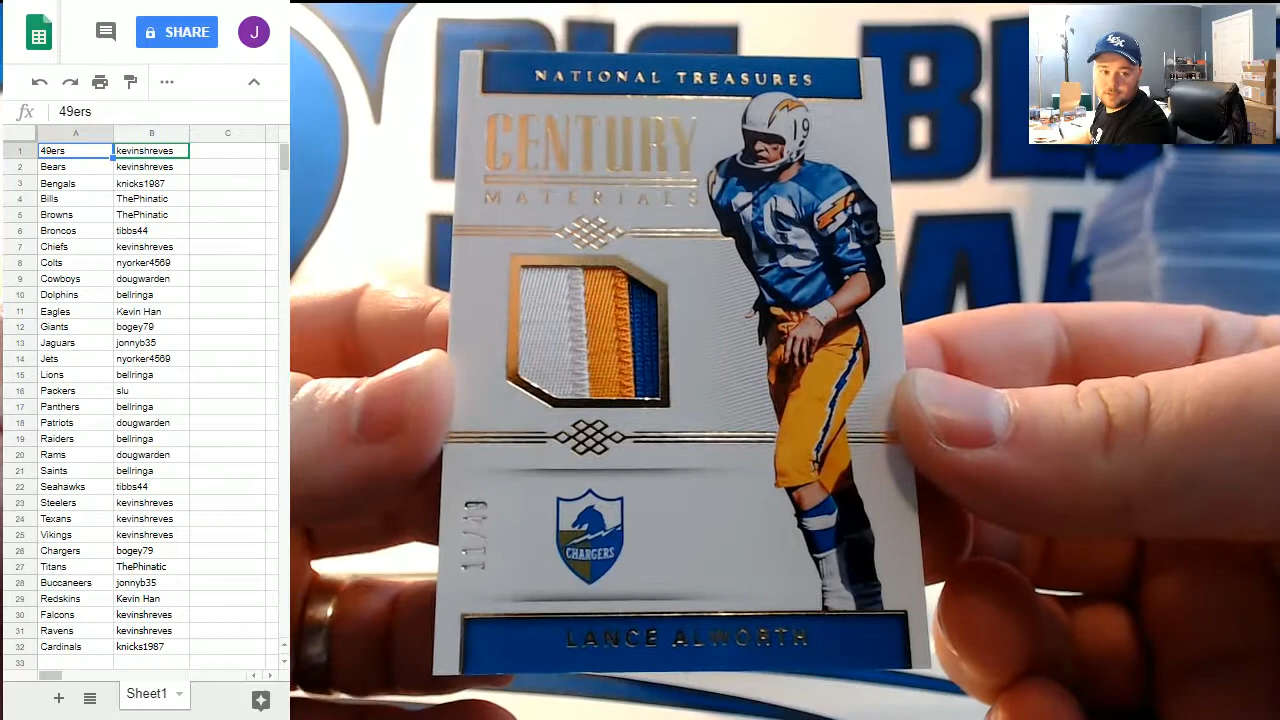 SHARE
J
fx 49ers
A B C
1 49ers kevinshreves
2 Bears kevinshreves
3 Bengals knicks1987
4 Bills ThePhinatic
5 Browns ThePhinatic
6 Broncos tibbs44
7 Chiefs kevinshreves
8 Colts nyorker4569
9 Cowboys dougwarden
10 Dolphins bellringa
11 Eagles Kevin Han
12 Giants bogey79
13 Jaguars jonnyb35
14 Jets nyorker4569
15 Lions bellringa
16 Packers slu
17 Panthers bellringa
18 Patriots dougwarden
19 Raiders bellringa
20 Rams dougwarden
21 Saints bellringa
22 Seahawks tibbs44
23 Steelers kevinshreves
24 Texans kevinshreves
25 Vikings kevinshreves
26 Chargers bogey79
27 Titans ThePhinatic
28 Buccaneers jonnyb35
29 Redskins Kevin Han
30 Falcons kevinshreves
31 Ravens kevinshreves
32 Cardinals knicks1987
33
Sheet1
NATIONAL TREASURES
CENTURY
MATERIALS
19
19
19
11/49
CHARGERS
LANCE ALWORTH